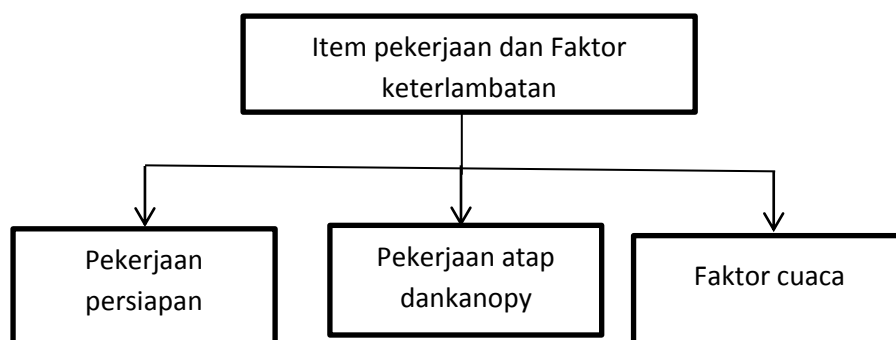 Item pekerjaan dan Faktor
keterlambatan
Pekerjaan
persiapan
Pekerjaan atap
dankanopy
Faktor cuaca